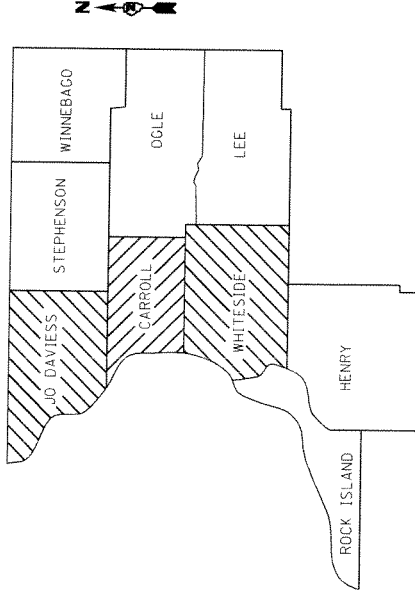 N
JO DAVIESS
STEPHENSON
WINNEBAGO
CARROLL
OGLE
WHITESIDE
LEE
ROCK ISLAND
HENRY